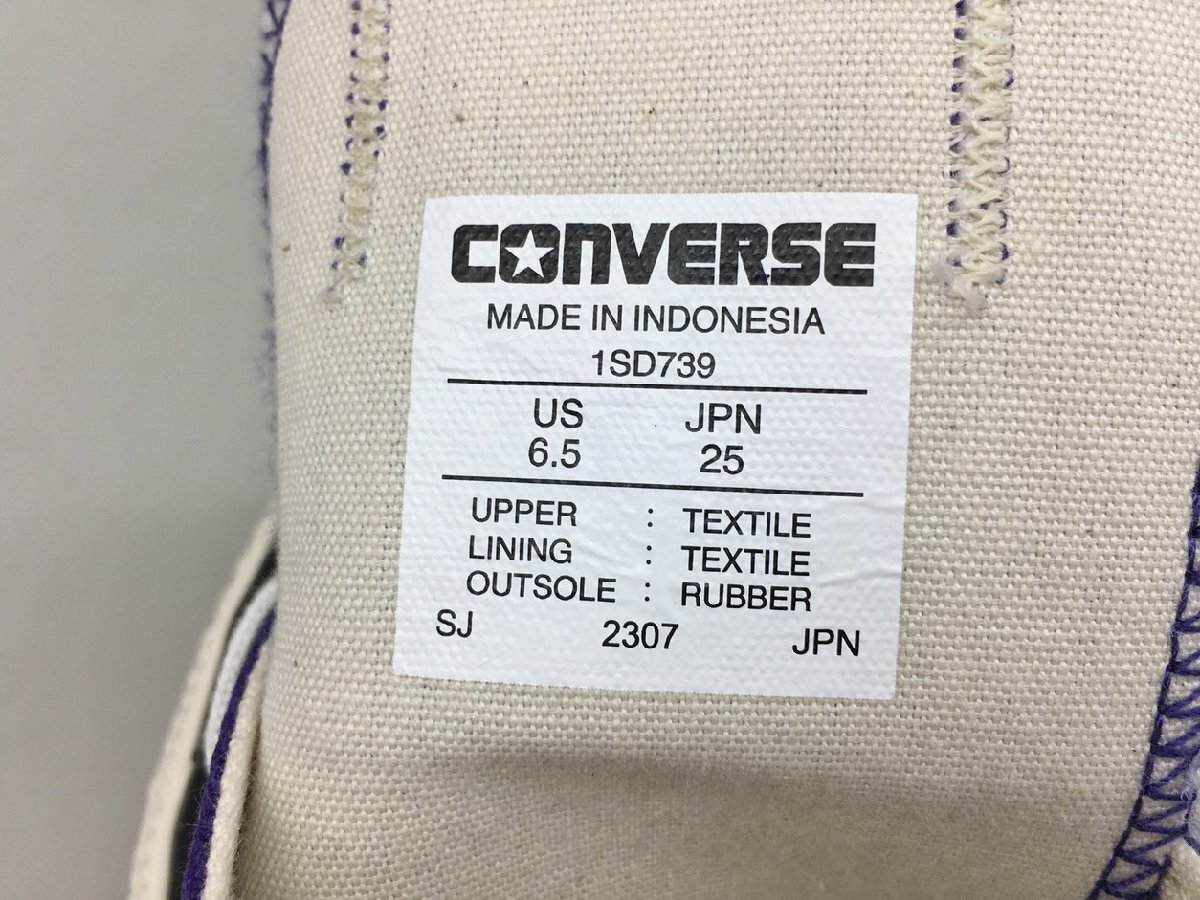 CONVERSE
MADE IN INDONESIA
1SD739
US JPN
6.5 25
UPPER : TEXTILE
LINING : TEXTILE
OUTSOLE : RUBBER
SJ 2307 JPN